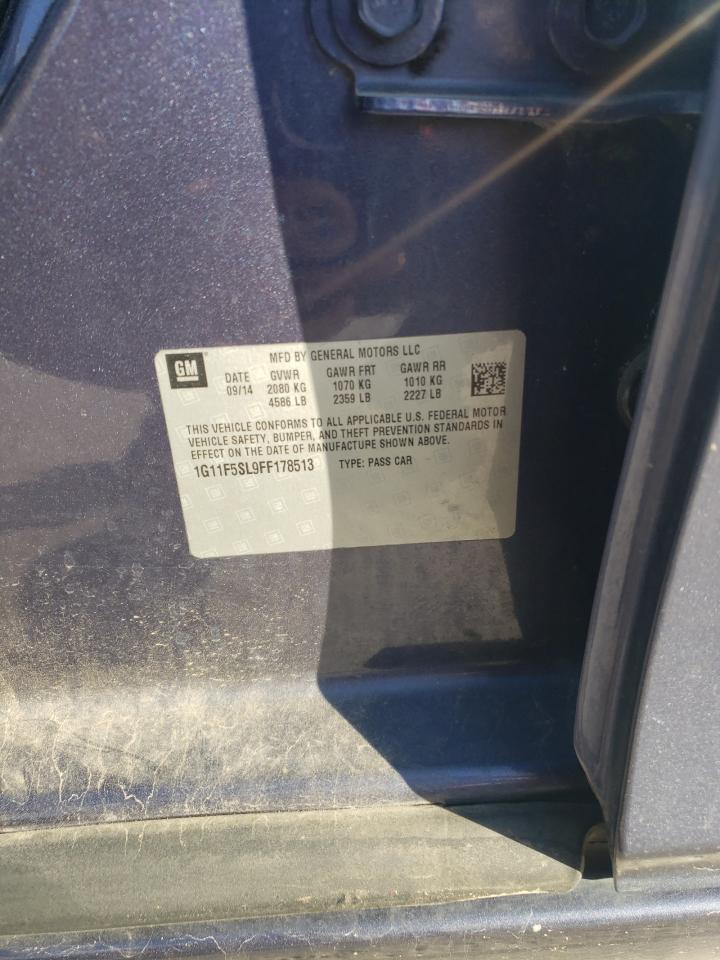 GM MFD BY GENERAL MOTORS LLC
DATE GVWR GAWR FRT GAWR RR
09/14 2080 KG 1070 KG 1010 KG
4586 LB 2359 LB 2227 LB
THIS VEHICLE CONFORMS TO ALL APPLICABLE U.S. FEDERAL MOTOR
VEHICLE SAFETY, BUMPER, AND THEFT PREVENTION STANDARDS IN
EFFECT ON THE DATE OF MANUFACTURE SHOWN ABOVE.
1G11F5SL9FF178513 TYPE: PASS CAR